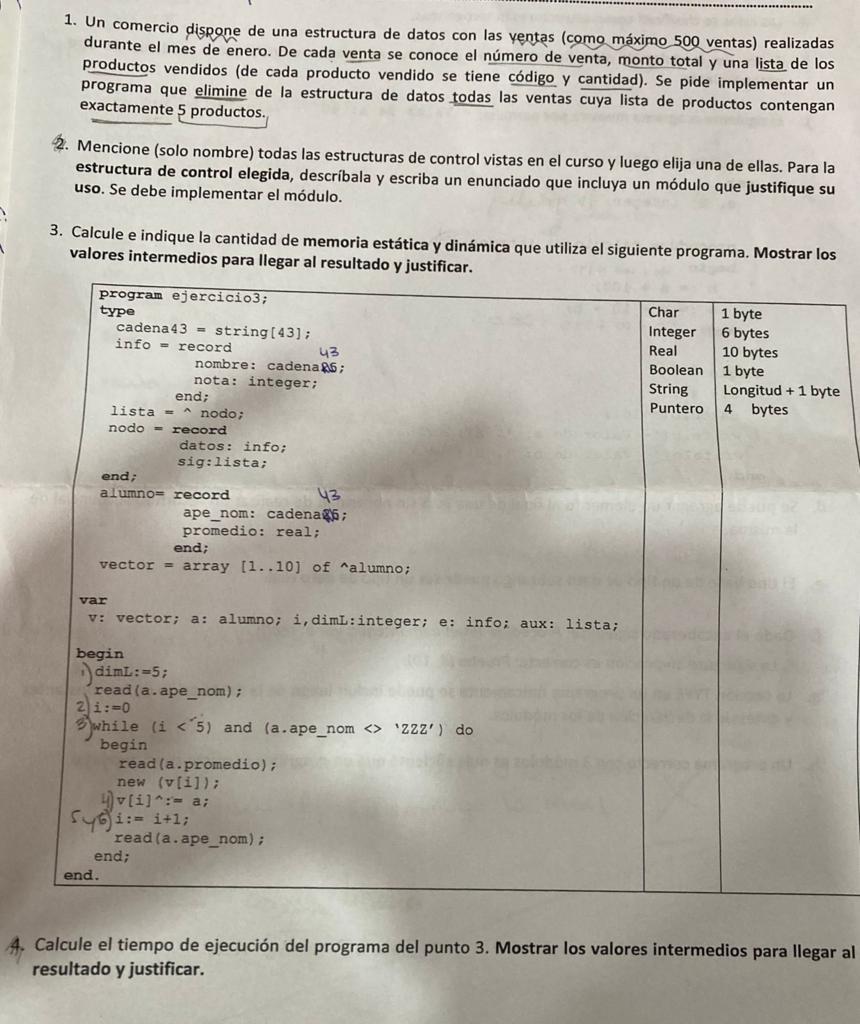 1. Un comercio dispone de una estructura de datos con las ventas (como máximo 500 ventas) realizadas
durante el mes de enero. De cada venta se conoce el número de venta, monto total y una lista de los
productos vendidos (de cada producto vendido se tiene código y cantidad). Se pide implementar un
programa que elimine de la estructura de datos todas las ventas cuya lista de productos contengan
exactamente 5 productos.
2. Mencione (solo nombre) todas las estructuras de control vistas en el curso y luego elija una de ellas. Para la
estructura de control elegida, descríbala y escriba un enunciado que incluya un módulo que justifique su
uso. Se debe implementar el módulo.
3. Calcule e indique la cantidad de memoria estática y dinámica que utiliza el siguiente programa. Mostrar los
valores intermedios para llegar al resultado y justificar.
program ejercicio3;
type
cadena43 = string[43];
info = record
43
nombre: cadena;
nota: integer;
end;
lista = ^ nodo;
nodo = record
datos: info;
sig:lista;
end;
alumno= record
43
ape_nom: cadena;
promedio: real;
end;
vector = array [1..10] of ^alumno;
var
v: vector; a: alumno; i,dimL:integer; e: info; aux: lista;
begin
1) dimL:=5;
read(a.ape_nom);
2) i:=0
3) while (i < 5) and (a.ape_nom <> 'ZZZ') do
begin
read(a.promedio);
new (v[i]);
4) v[i]^:= a;
5 y 6) i:= i+1;
read(a.ape_nom);
end;
end.
Char 1 byte
Integer 6 bytes
Real 10 bytes
Boolean 1 byte
String Longitud + 1 byte
Puntero 4 bytes
4. Calcule el tiempo de ejecución del programa del punto 3. Mostrar los valores intermedios para llegar al
resultado y justificar.